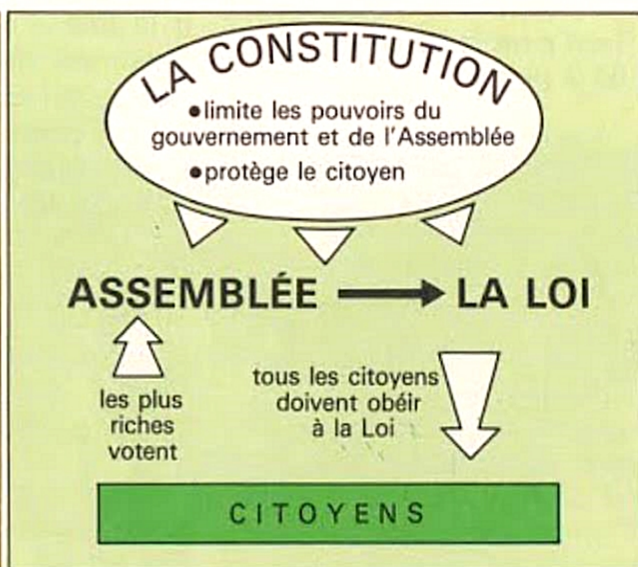 LA CONSTITUTION
• limite les pouvoirs du
gouvernement et de l'Assemblée
• protège le citoyen
ASSEMBLÉE → LA LOI
les plus
riches
votent
tous les citoyens
doivent obéir
à la Loi
CITOYENS